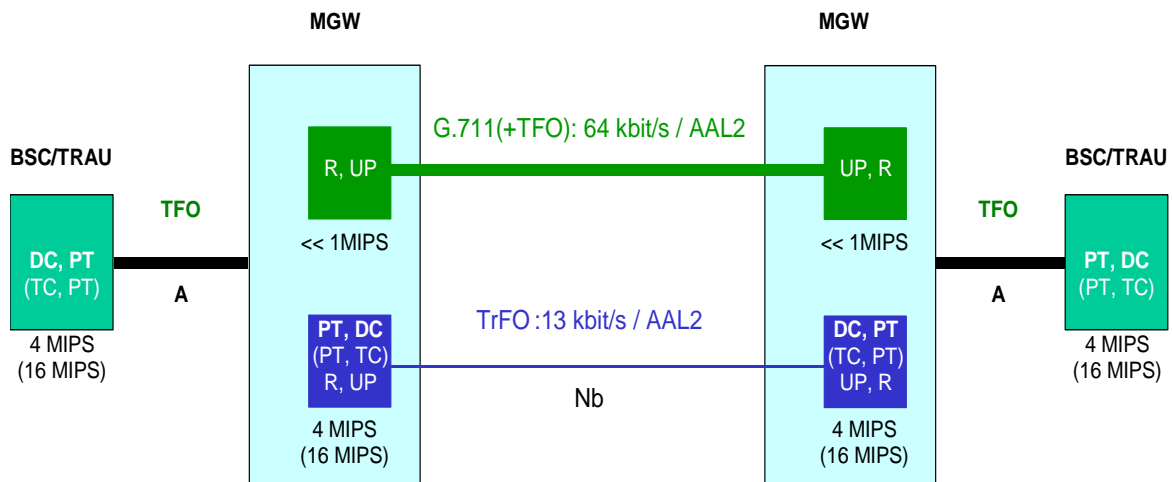 MGW
MGW
G.711(+TFO): 64 kbit/s / AAL2
BSC/TRAU
R, UP
UP, R
BSC/TRAU
TFO
TFO
<< 1MIPS
<< 1MIPS
DC, PT
(TC, PT)
PT, DC
(PT, TC)
A
A
TrFO :13 kbit/s / AAL2
PT, DC
(PT, TC)
R, UP
DC, PT
(TC, PT)
UP, R
4 MIPS
(16 MIPS)
4 MIPS
(16 MIPS)
Nb
4 MIPS
(16 MIPS)
4 MIPS
(16 MIPS)